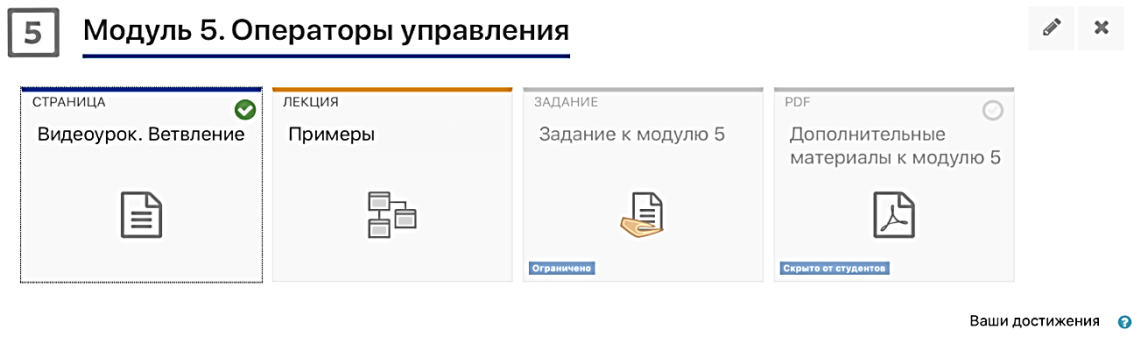 5 Модуль 5. Операторы управления
СТРАНИЦА
Видеоурок. Ветвление
ЛЕКЦИЯ
Примеры
ЗАДАНИЕ
Задание к модулю 5
Ограничено
PDF
Дополнительные
материалы к модулю 5
Скрыто от студентов
Ваши достижения